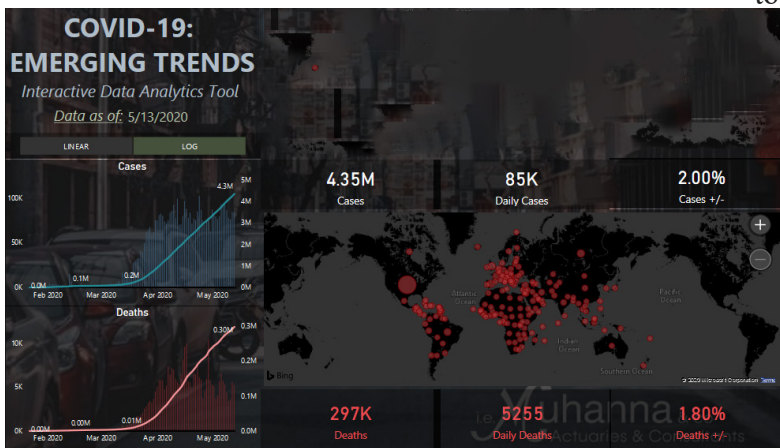 to
COVID-19:
EMERGING TRENDS
Interactive Data Analytics Tool
Data as of: 5/13/2020
LINEAR LOG
Cases
4.3M
5M
4M
3M
2M
1M
0M
100K
50K
0K
0.0M
0.1M
0.2M
Feb 2020 Mar 2020 Apr 2020 May 2020
Deaths
0.30M
0.3M
0.2M
0.1M
0.0M
10K
5K
0K
0.00M
0.00M
0.01M
Feb 2020 Mar 2020 Apr 2020 May 2020
4.35M 85K 2.00%
Cases Daily Cases Cases +/-
Atlantic
Ocean
Pacific
Ocean
Indian
Ocean
Southern Ocean
Bing
© 2020 Microsoft Corporation Terms
297K 5255 1.80%
Deaths Daily Deaths Deaths +/-
Actuaries &